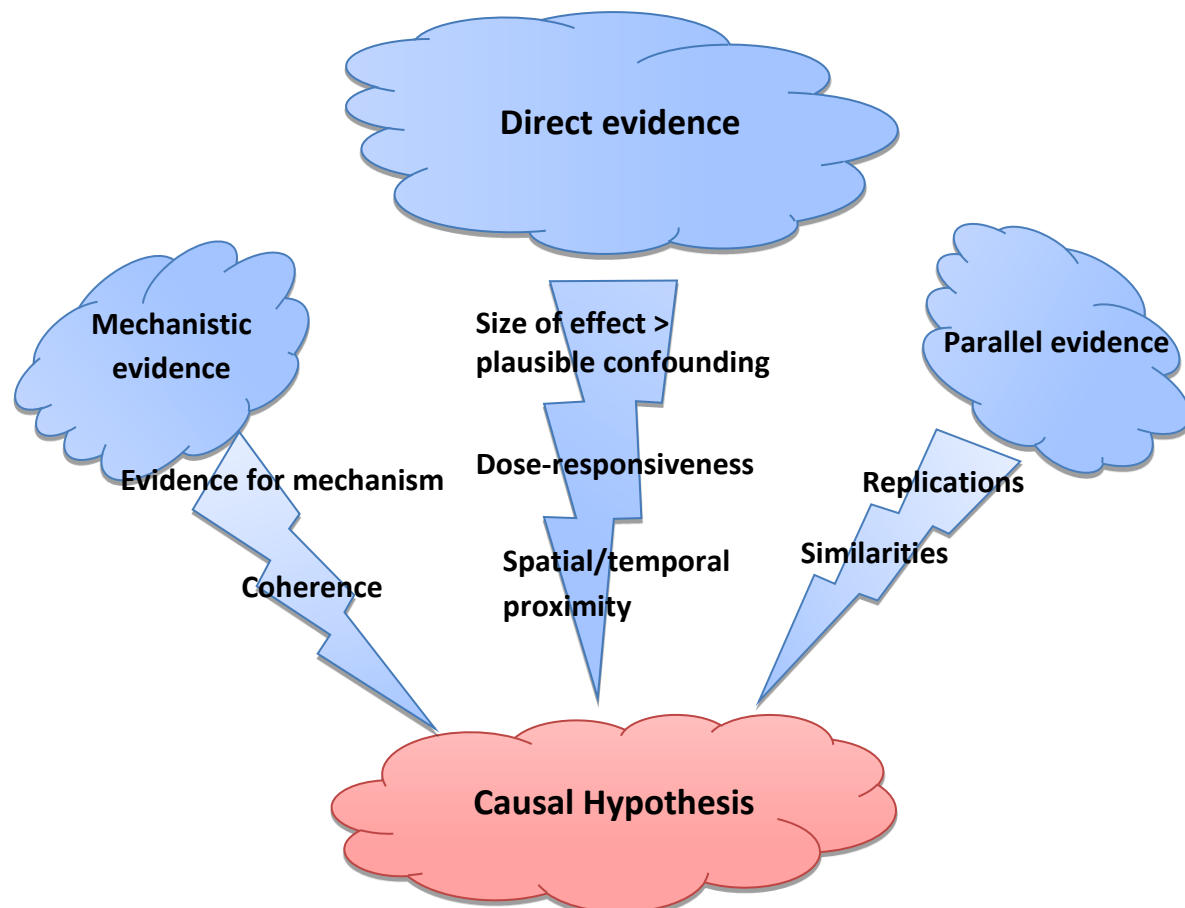 Direct evidence
Mechanistic
evidence
Size of effect >
plausible confounding
Parallel evidence
Evidence for mechanism
Dose-responsiveness
Replications
Coherence
Spatial/temporal
proximity
Similarities
Causal Hypothesis